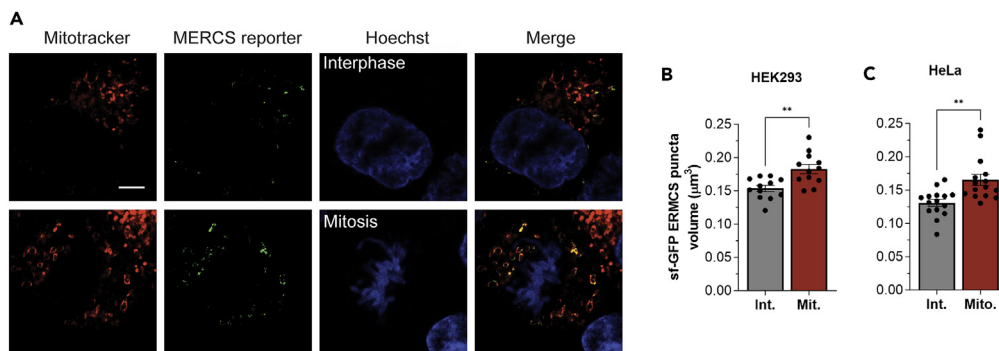 A
Mitotracker MERCS reporter Hoechst Merge
Interphase
Mitosis
B
HEK293
**
sf-GFP ERMCS puncta
volume (μm³)
0.25
0.20
0.15
0.10
0.05
0.00
Int. Mit.
C
HeLa
**
0.25
0.20
0.15
0.10
0.05
0.00
Int. Mito.